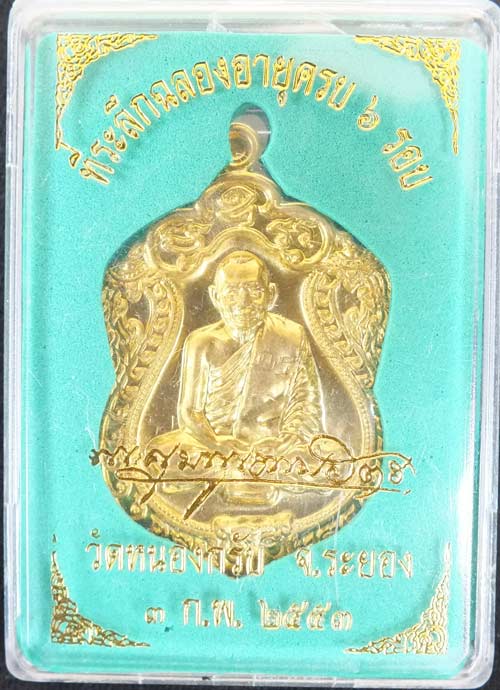 ที่ระลึกฉลองอายุครบ ๖ รอบ
วัดหนองกรับ จ.ระยอง
๓ ก.พ. ๒๕๕๓